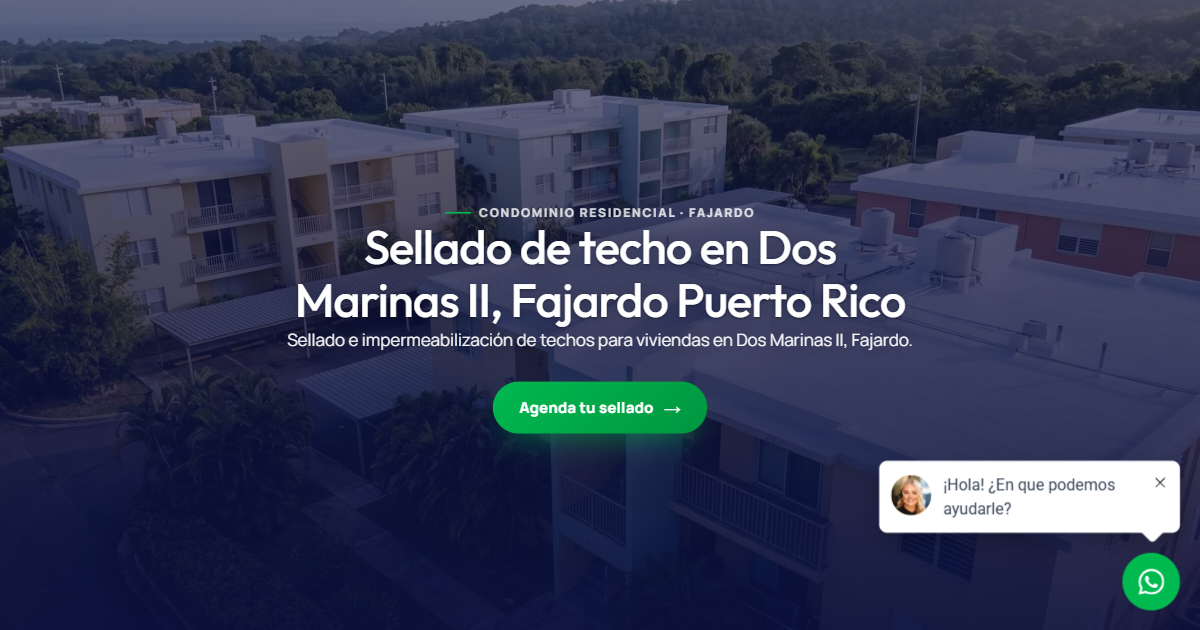 CONDOMINIO RESIDENCIAL · FAJARDO
Sellado de techo en Dos
Marinas II, Fajardo Puerto Rico
Sellado e impermeabilización de techos para viviendas en Dos Marinas II, Fajardo.
Agenda tu sellado →
¡Hola! ¿En que podemos
ayudarle?